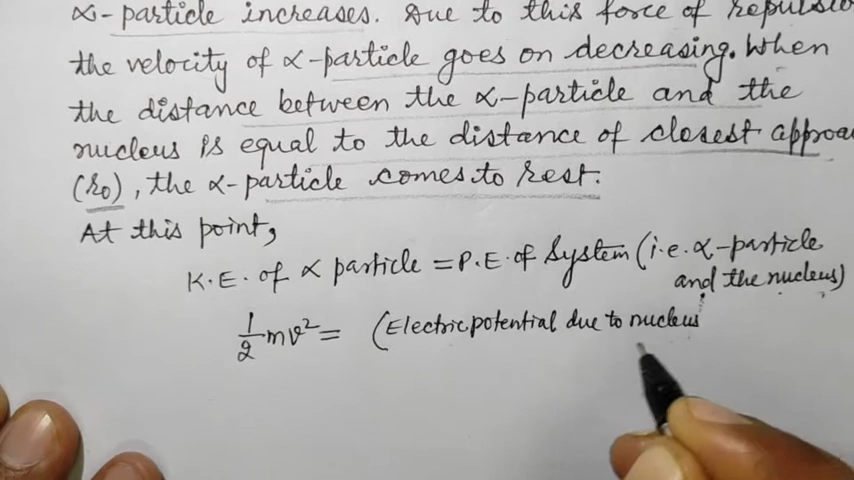 α-particle increases. Due to this force of repulsio
the velocity of α-particle goes on decreasing. When
the distance between the α-particle and the
nucleus is equal to the distance of closest approa
(r₀), the α-particle comes to rest.
At this point,
K.E. of α particle = P.E. of System (i.e. α-particle
and the nucleus)
1/2 mv² = (Electric potential due to nucleus